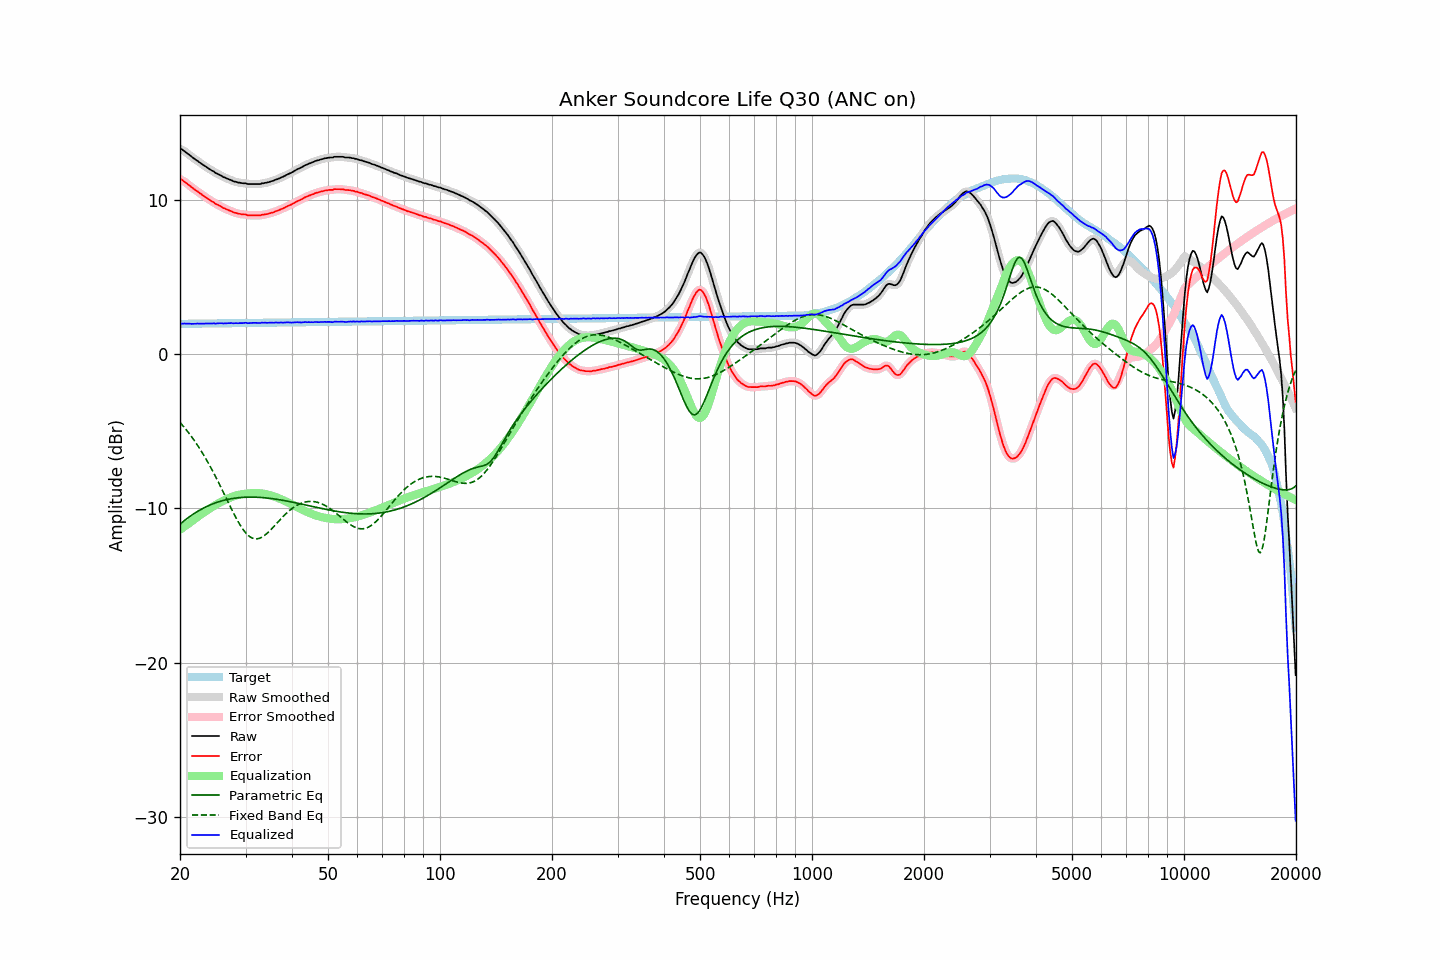 Anker Soundcore Life Q30 (ANC on)
Amplitude (dBr)
10
0
−10
−20
−30
Target
Raw Smoothed
Error Smoothed
Raw
Error
Equalization
Parametric Eq
Fixed Band Eq
Equalized
20 50 100 200 500 1000 2000 5000 10000 20000
Frequency (Hz)